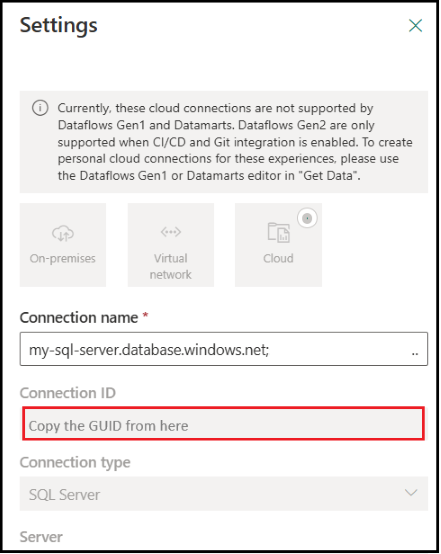 Settings
Currently, these cloud connections are not supported by
Dataflows Gen1 and Datamarts. Dataflows Gen2 are only
supported when CI/CD and Git integration is enabled. To create
personal cloud connections for these experiences, please use
the Dataflows Gen1 or Datamarts editor in "Get Data".
On-premises
Virtual
network
Cloud
Connection name *
my-sql-server.database.windows.net; ..
Connection ID
Copy the GUID from here
Connection type
SQL Server
Server